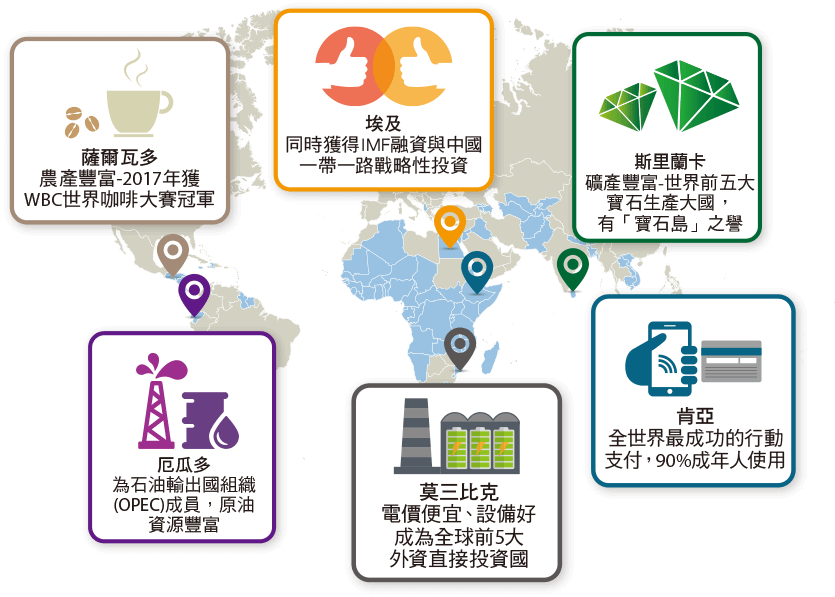 薩爾瓦多
農產豐富-2017年獲
WBC世界咖啡大賽冠軍
埃及
同時獲得IMF融資與中國
一帶一路戰略性投資
斯里蘭卡
礦產豐富-世界前五大
寶石生產大國，
有「寶石島」之譽
厄瓜多
為石油輸出國組織
(OPEC)成員，原油
資源豐富
莫三比克
電價便宜、設備好
成為全球前5大
外資直接投資國
肯亞
全世界最成功的行動
支付，90%成年人使用